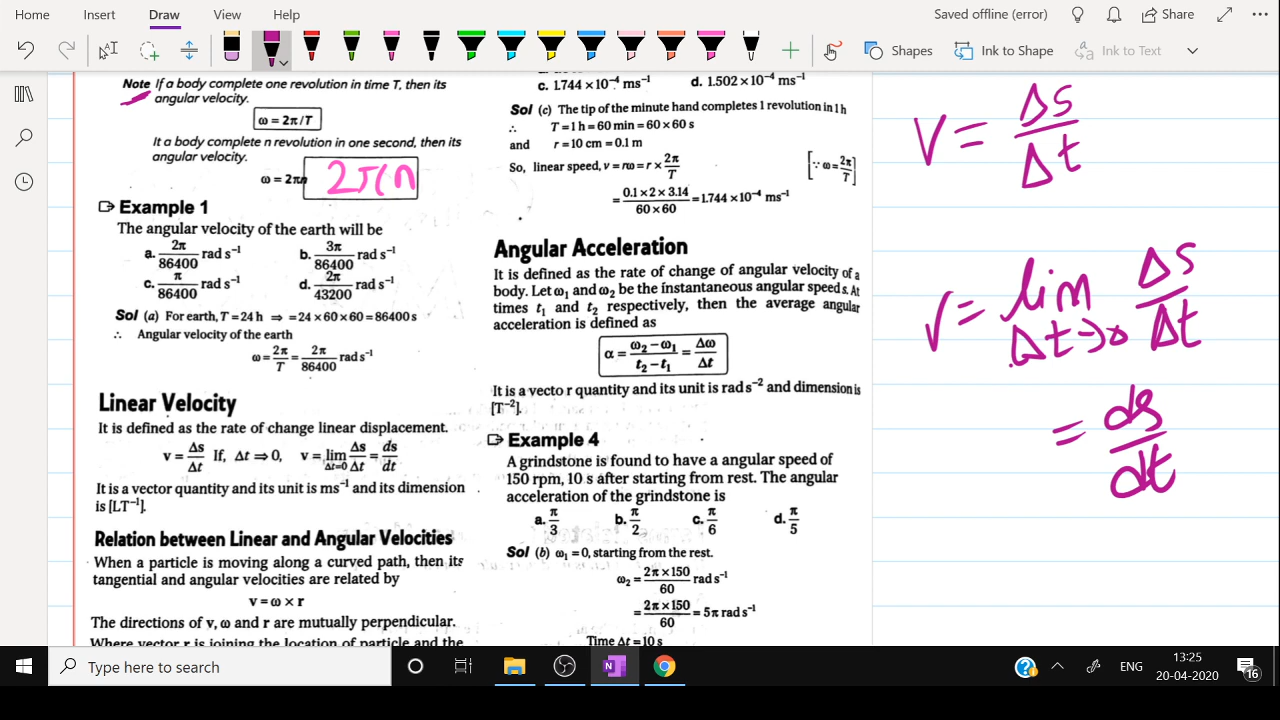 Home Insert Draw View Help
Saved offline (error) Share
Shapes Ink to Shape Ink to Text
Note If a body complete one revolution in time T, then its
angular velocity.
ω = 2π/T
It a body complete n revolution in one second, then its
angular velocity.
ω = 2πn 2πn
Example 1
The angular velocity of the earth will be
a. 2π/86400 rad s⁻¹ b. 3π/86400 rad s⁻¹
c. π/86400 rad s⁻¹ d. 2π/43200 rad s⁻¹
Sol (a) For earth, T = 24 h ⇒ = 24 × 60 × 60 = 86400 s
∴ Angular velocity of the earth
ω = 2π/T = 2π/86400 rad s⁻¹
Linear Velocity
It is defined as the rate of change linear displacement.
v = Δs/Δt If, Δt ⇒ 0, v = lim Δt=0 Δs/Δt = ds/dt
It is a vector quantity and its unit is ms⁻¹ and its dimension
is [LT⁻¹].
Relation between Linear and Angular Velocities
When a particle is moving along a curved path, then its
tangential and angular velocities are related by
v = ω × r
The directions of v, ω and r are mutually perpendicular.
Where vector r is joining the location of particle and the
c. 1.744 × 10⁻⁴ ms⁻¹ d. 1.502 × 10⁻⁴ ms⁻¹
Sol (c) The tip of the minute hand completes 1 revolution in 1 h
∴ T = 1 h = 60 min = 60 × 60 s
and r = 10 cm = 0.1 m
So, linear speed, v = rω = r × 2π/T [∵ ω = 2π/T]
= 0.1 × 2 × 3.14/60 × 60 = 1.744 × 10⁻⁴ ms⁻¹
Angular Acceleration
It is defined as the rate of change of angular velocity of a
body. Let ω₁ and ω₂ be the instantaneous angular speed s. At
times t₁ and t₂ respectively, then the average angular
acceleration is defined as
α = ω₂ − ω₁/t₂ − t₁ = Δω/Δt
It is a vecto r quantity and its unit is rad s⁻² and dimension is
[T⁻²].
Example 4
A grindstone is found to have a angular speed of
150 rpm, 10 s after starting from rest. The angular
acceleration of the grindstone is
a. π/3 b. π/2 c. π/6 d. π/5
Sol (b) ω₁ = 0, starting from the rest.
ω₂ = 2π × 150/60 rad s⁻¹
= 2π × 150/60 = 5π rad s⁻¹
Time Δt = 10 s
V = Δs/Δt
V = lim Δt→0 Δs/Δt
= ds/dt
Type here to search
ENG
13:25
20-04-2020
16